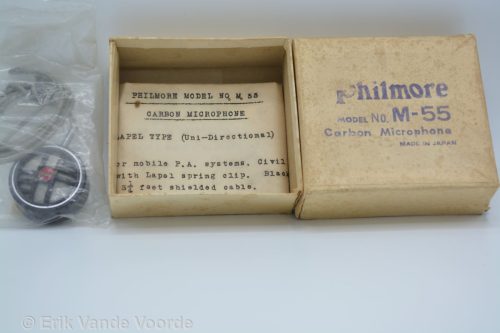 PHILMORE MODEL NO. M 55
CARBON MICROPHONE
LAPEL TYPE (Uni-Directional)
or mobile P.A. systems. Civil
with Lapel spring clip. Black
feet shielded cable.
Philmore
MODEL NO. M-55
Carbon Microphone
MADE IN JAPAN
© Erik Vande Voorde